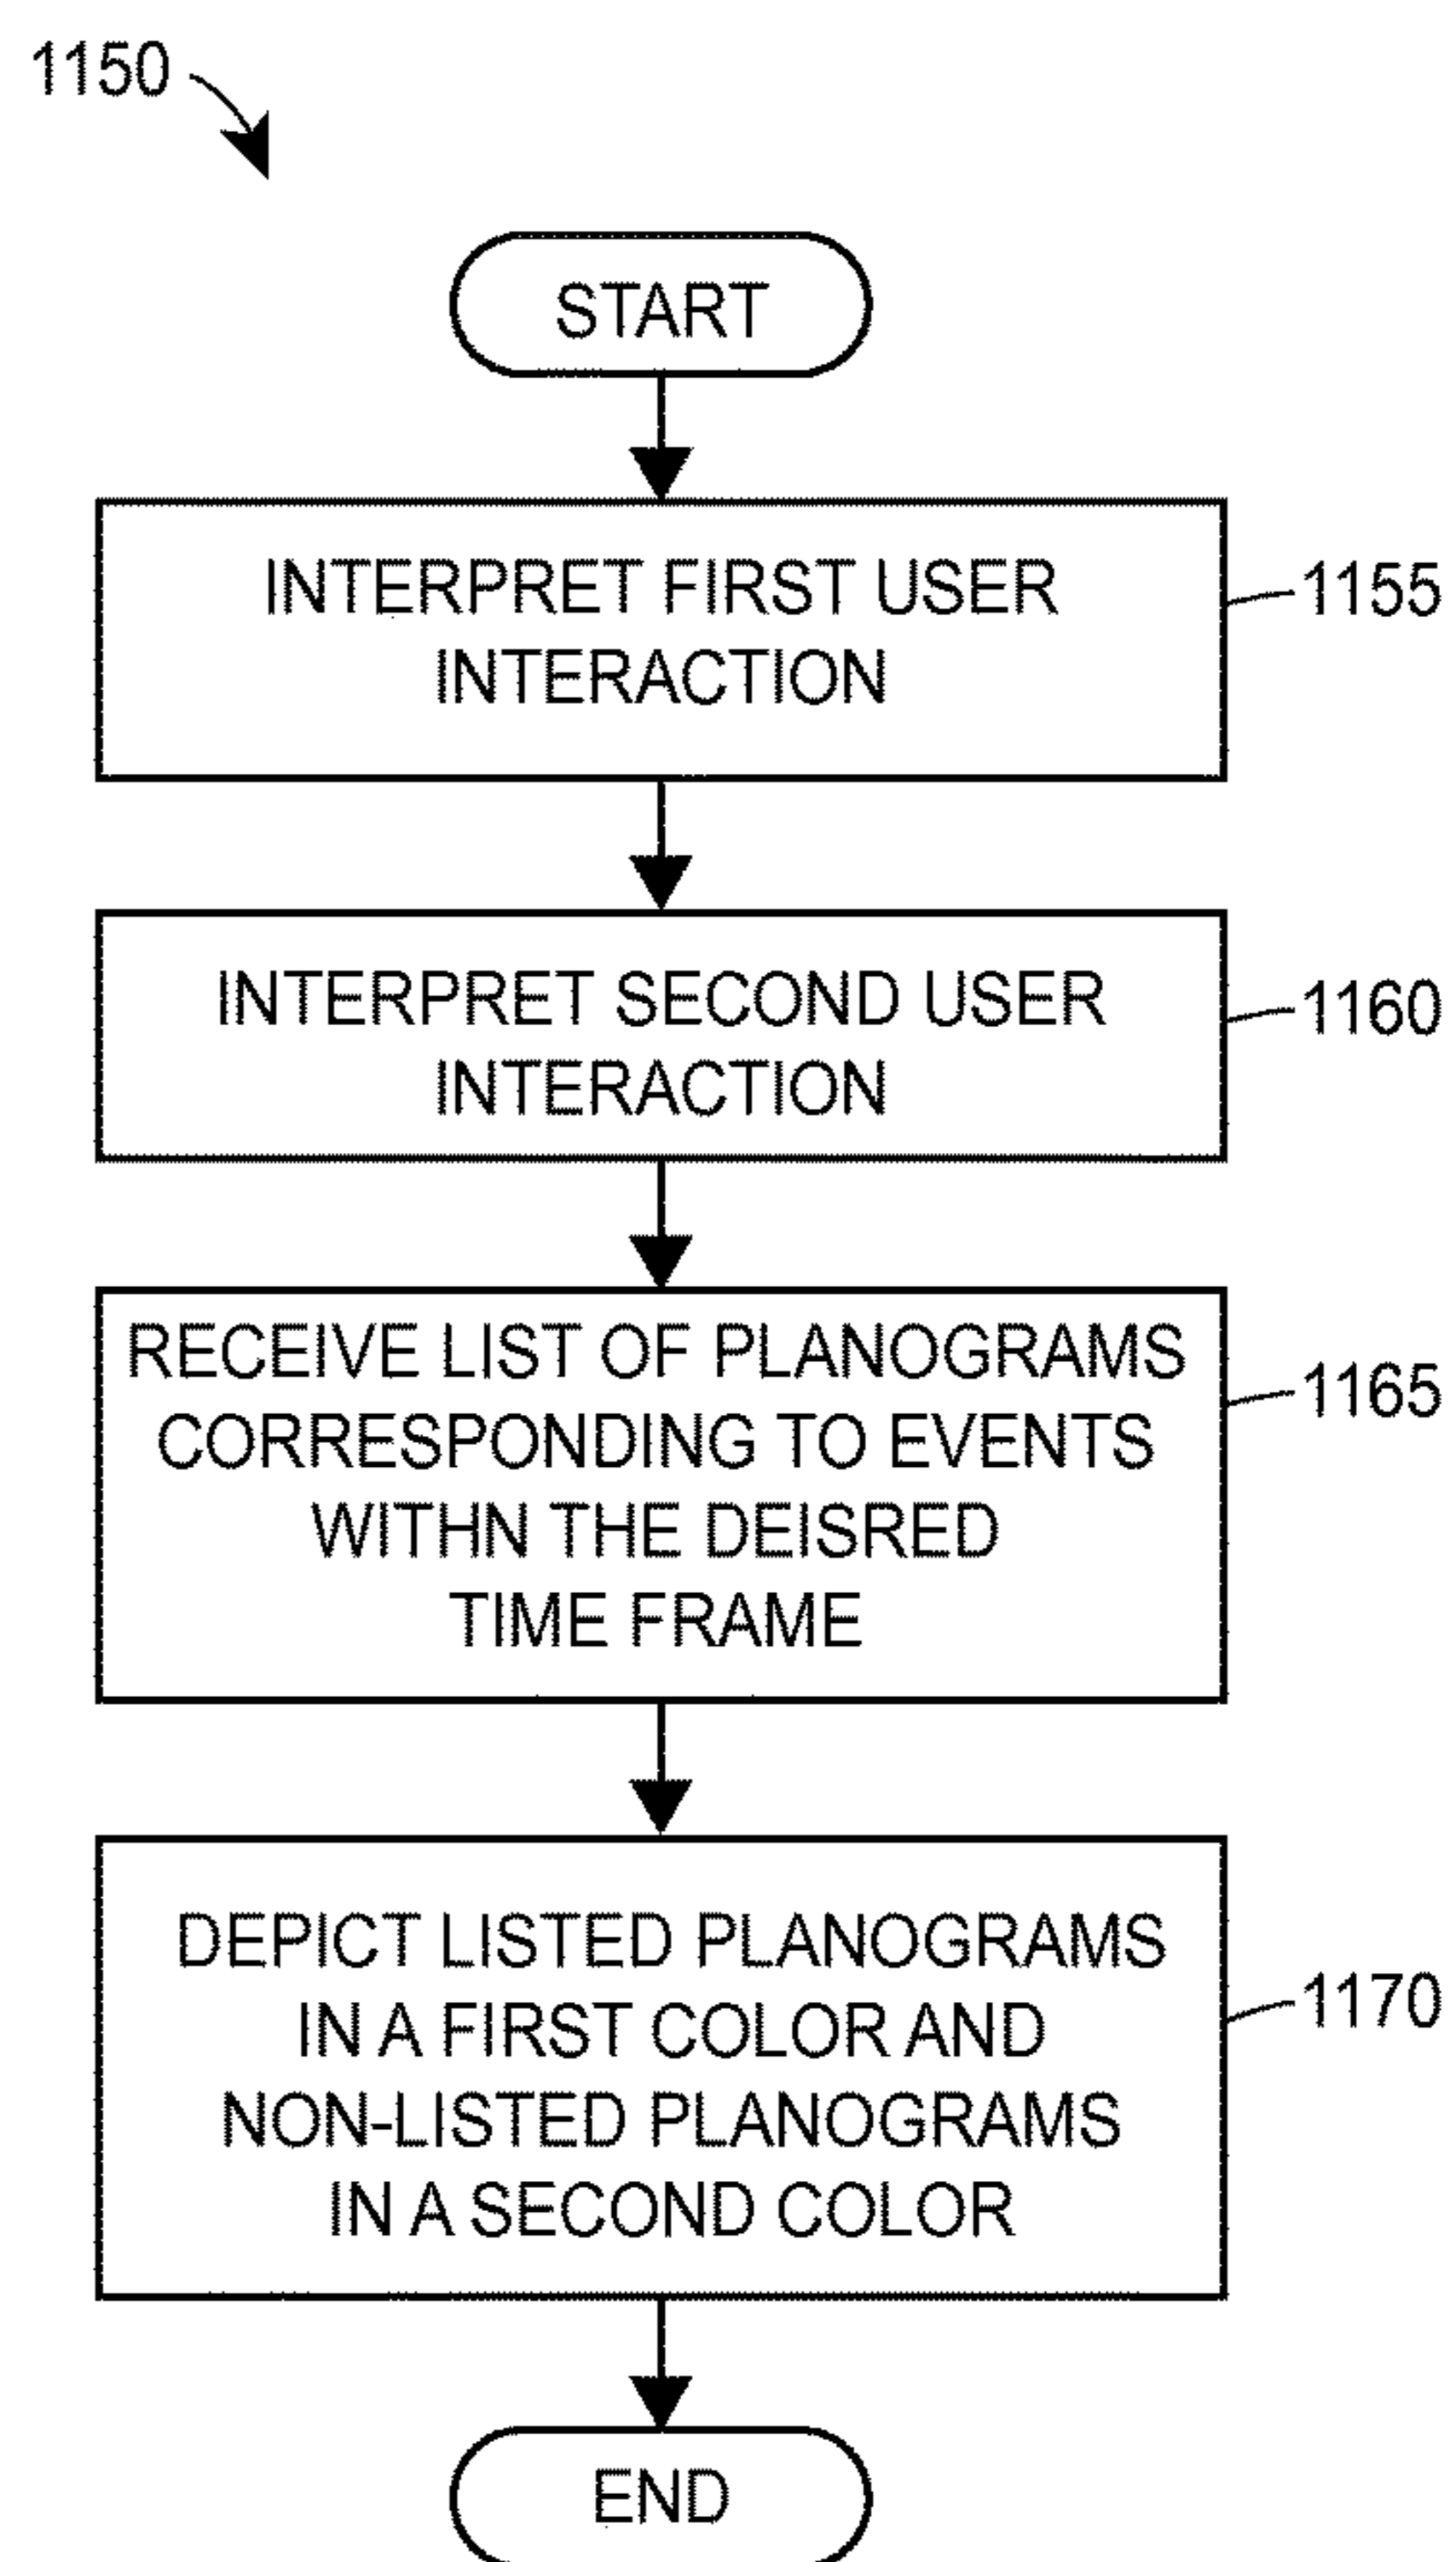 1150
START
INTERPRET FIRST USER
INTERACTION
1155
INTERPRET SECOND USER
INTERACTION
1160
RECEIVE LIST OF PLANOGRAMS
CORRESPONDING TO EVENTS
WITHN THE DEISRED
TIME FRAME
1165
DEPICT LISTED PLANOGRAMS
IN A FIRST COLOR AND
NON-LISTED PLANOGRAMS
IN A SECOND COLOR
1170
END